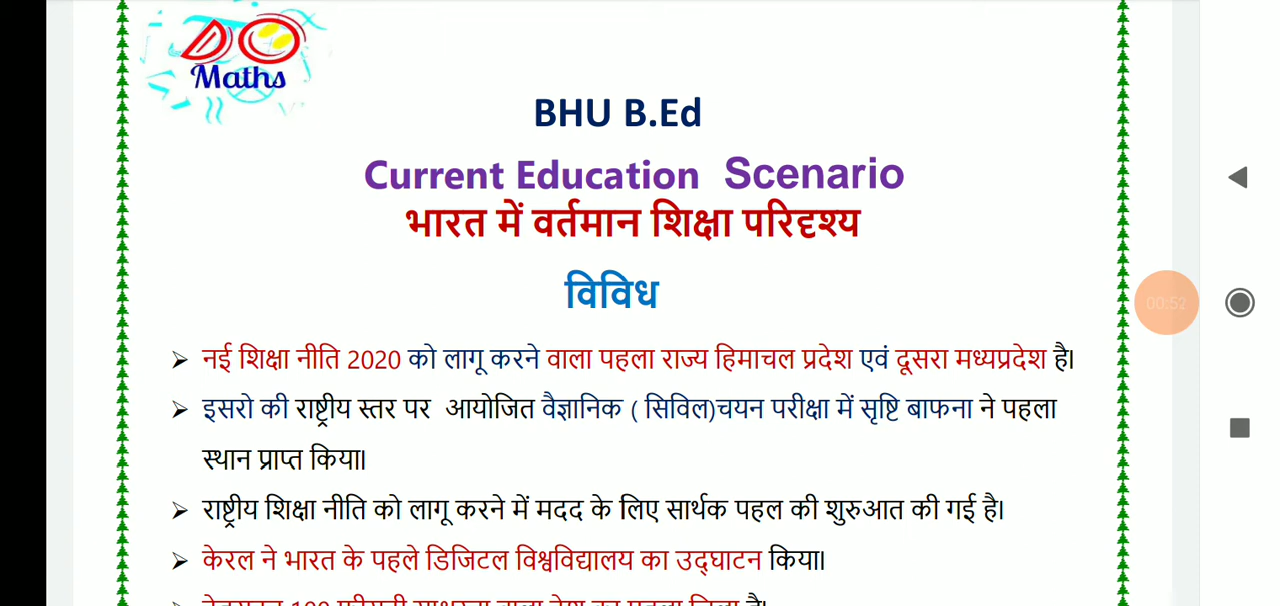 DO
Maths
BHU B.Ed
Current Education Scenario
भारत में वर्तमान शिक्षा परिदृश्य
विविध
➢ नई शिक्षा नीति 2020 को लागू करने वाला पहला राज्य हिमाचल प्रदेश एवं दूसरा मध्यप्रदेश है।
➢ इसरो की राष्ट्रीय स्तर पर आयोजित वैज्ञानिक ( सिविल)चयन परीक्षा में सृष्टि बाफना ने पहला
स्थान प्राप्त किया।
➢ राष्ट्रीय शिक्षा नीति को लागू करने में मदद के लिए सार्थक पहल की शुरुआत की गई है।
➢ केरल ने भारत के पहले डिजिटल विश्वविद्यालय का उद्घाटन किया।
00:52